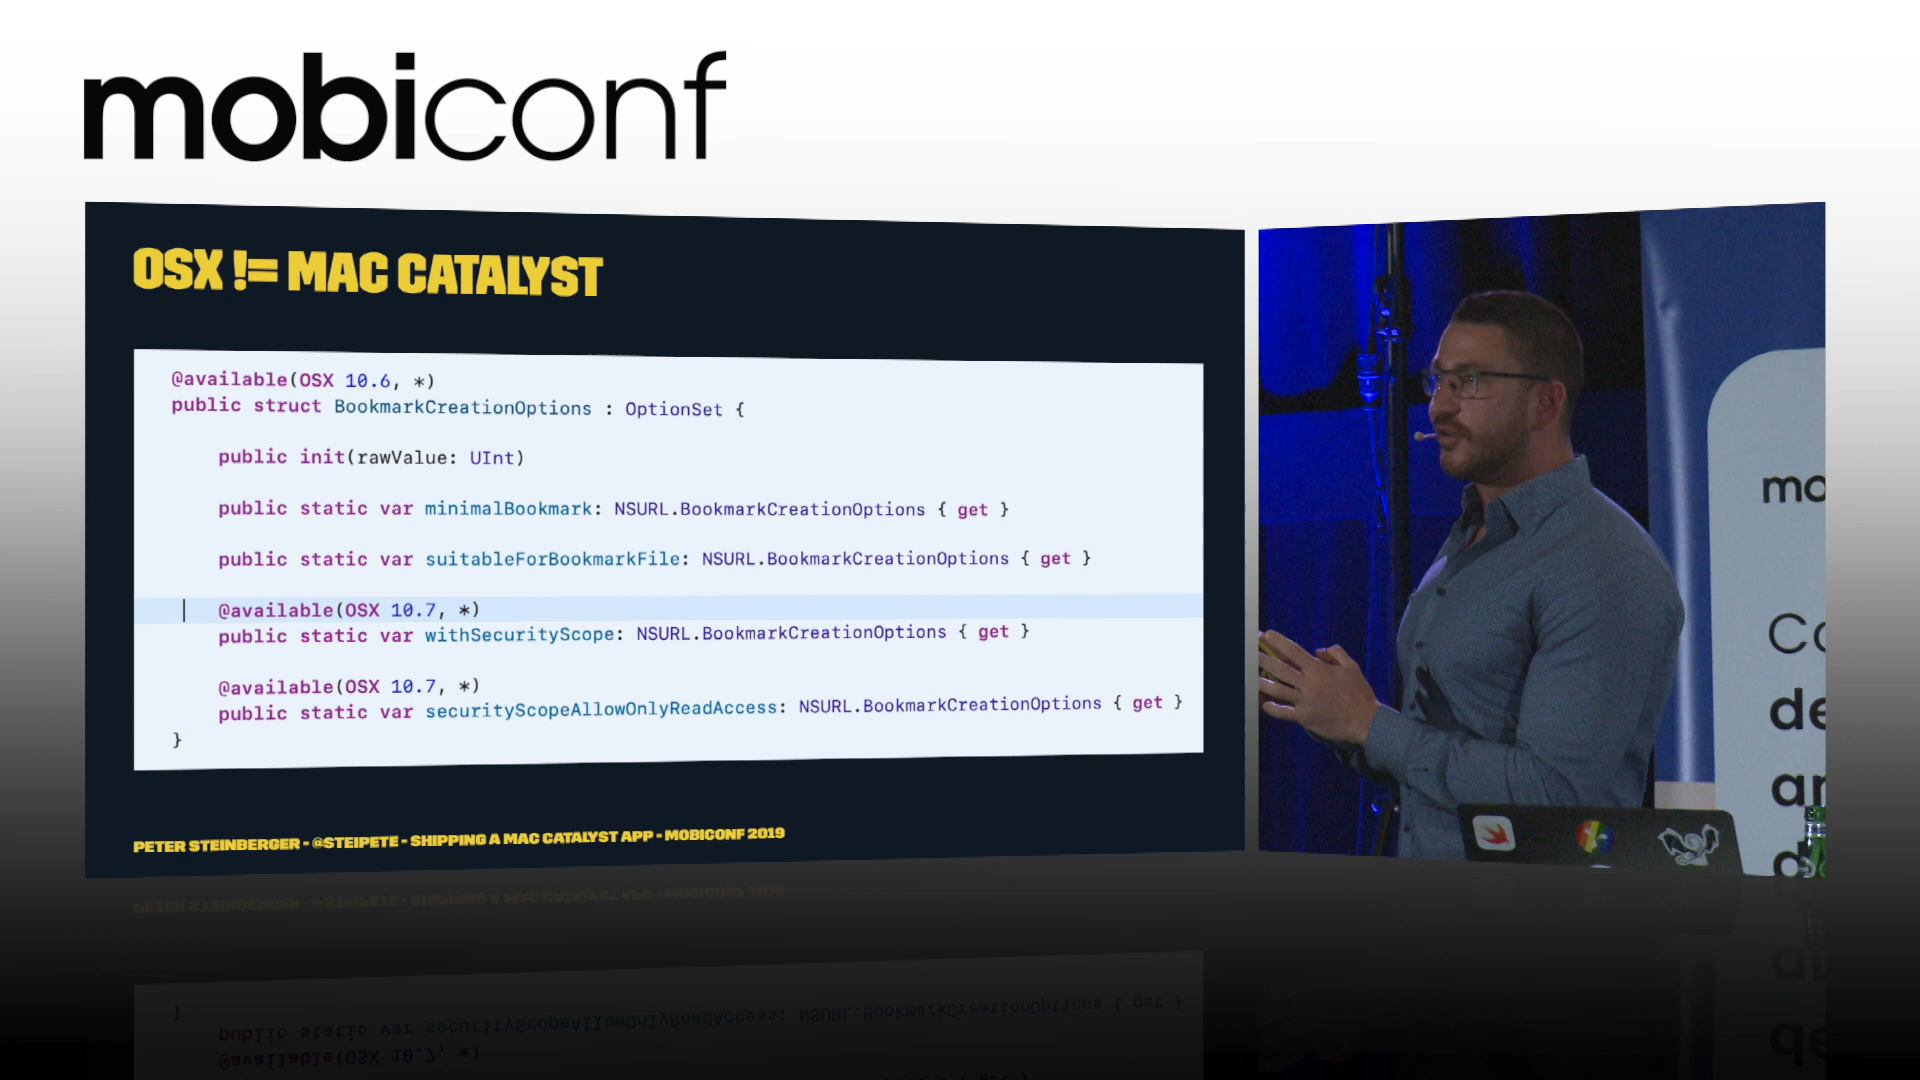 mobiconf
OSX != MAC CATALYST
@available(OSX 10.6, *)
public struct BookmarkCreationOptions : OptionSet {
public init(rawValue: UInt)
public static var minimalBookmark: NSURL.BookmarkCreationOptions { get }
public static var suitableForBookmarkFile: NSURL.BookmarkCreationOptions { get }
@available(OSX 10.7, *)
public static var withSecurityScope: NSURL.BookmarkCreationOptions { get }
@available(OSX 10.7, *)
public static var securityScopeAllowOnlyReadAccess: NSURL.BookmarkCreationOptions { get }
}
PETER STEINBERGER - @STEIPETE - SHIPPING A MAC CATALYST APP - MOBICONF 2019